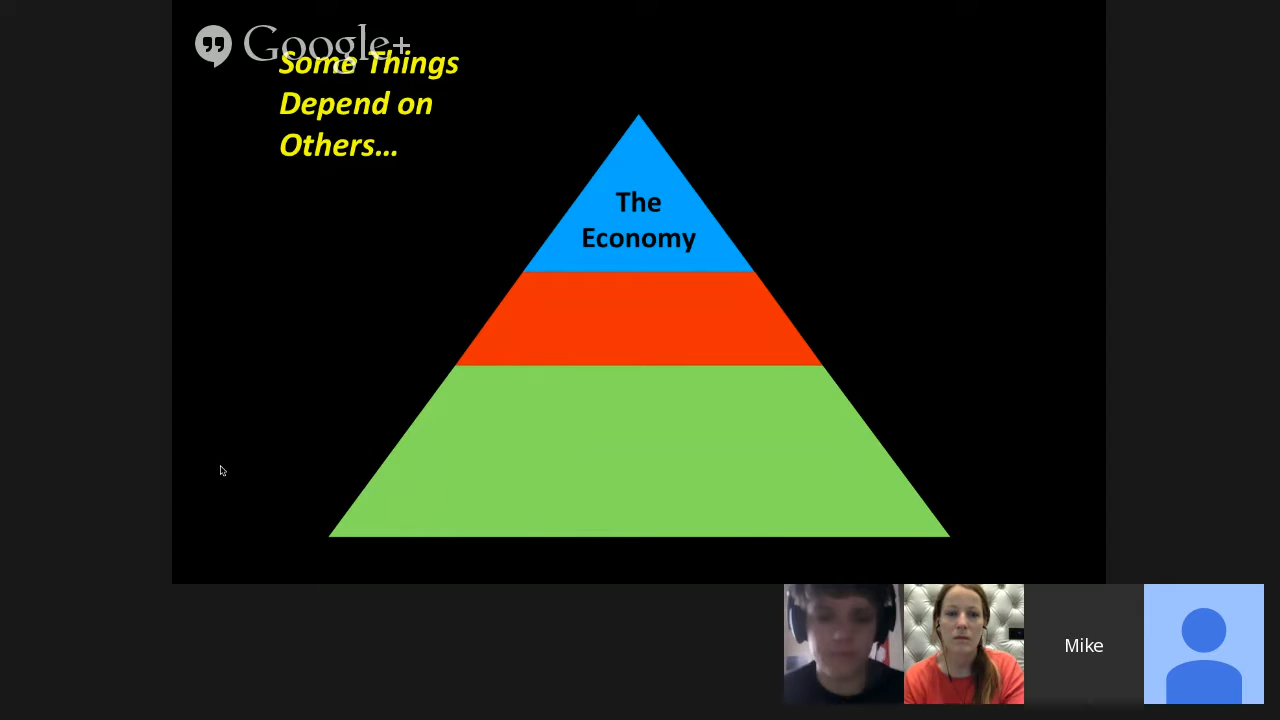 Google+
Some Things
Depend on
Others...
The
Economy
Mike